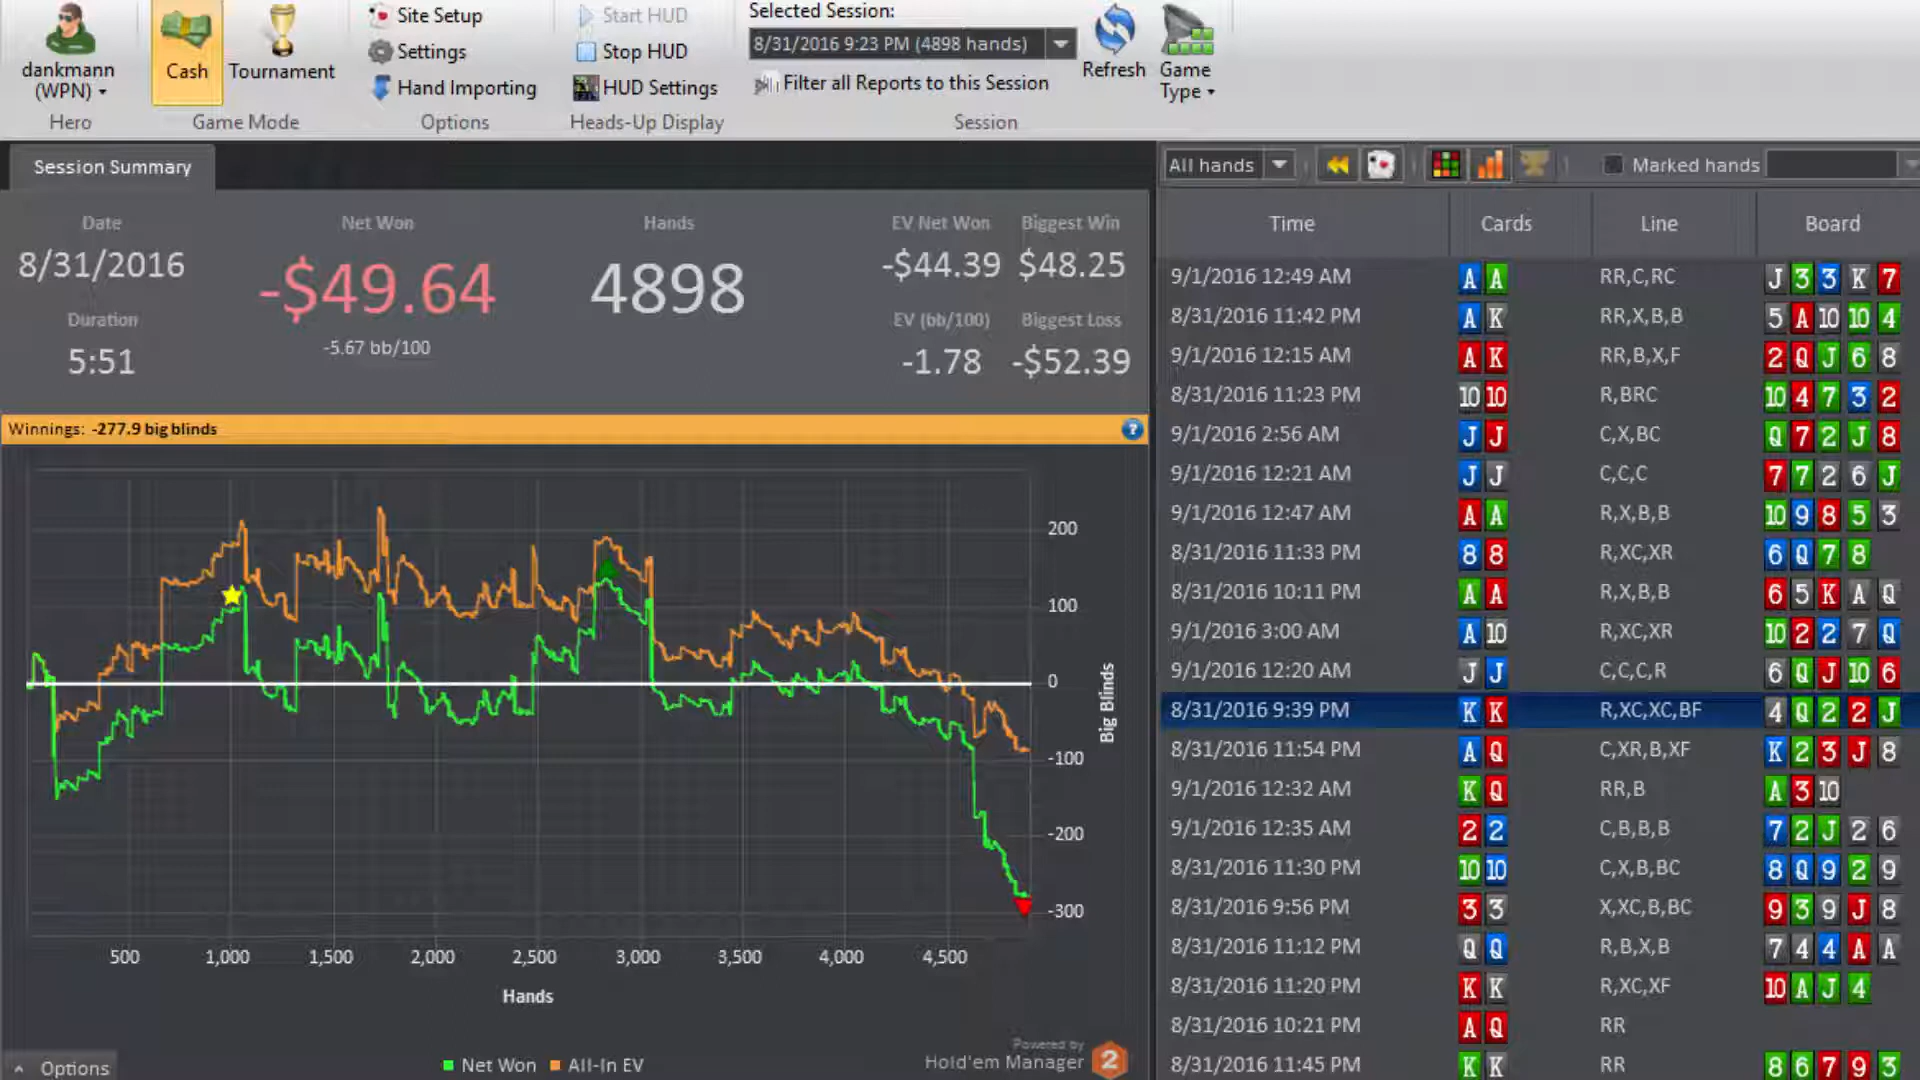 dankmann
(WPN)
Hero
Cash
Tournament
Game Mode
Site Setup
Settings
Hand Importing
Options
Start HUD
Stop HUD
HUD Settings
Heads-Up Display
Selected Session:
8/31/2016 9:23 PM (4898 hands)
Filter all Reports to this Session
Session
Refresh
Game
Type
Session Summary
Date
8/31/2016
Duration
5:51
Net Won
-$49.64
-5.67 bb/100
Hands
4898
EV Net Won
-$44.39
EV (bb/100)
-1.78
Biggest Win
$48.25
Biggest Loss
-$52.39
Winnings: -277.9 big blinds
?
200
100
0
-100
-200
-300
Big Blinds
500 1,000 1,500 2,000 2,500 3,000 3,500 4,000 4,500
Hands
Net Won All-In EV
Powered by
Hold'em Manager 2
Options
All hands
Marked hands
Time Cards Line Board
9/1/2016 12:49 AM A A RR,C,RC J 3 3 K 7
8/31/2016 11:42 PM A K RR,X,B,B 5 A 10 10 4
9/1/2016 12:15 AM A K RR,B,X,F 2 Q J 6 8
8/31/2016 11:23 PM 10 10 R,BRC 10 4 7 3 2
9/1/2016 2:56 AM J J C,X,BC Q 7 2 J 8
9/1/2016 12:21 AM J J C,C,C 7 7 2 6 J
9/1/2016 12:47 AM A A R,X,B,B 10 9 8 5 3
8/31/2016 11:33 PM 8 8 R,XC,XR 6 Q 7 8
8/31/2016 10:11 PM A A R,X,B,B 6 5 K A Q
9/1/2016 3:00 AM A 10 R,XC,XR 10 2 2 7 Q
9/1/2016 12:20 AM J J C,C,C,R 6 Q J 10 6
8/31/2016 9:39 PM K K R,XC,XC,BF 4 Q 2 2 J
8/31/2016 11:54 PM A Q C,XR,B,XF K 2 3 J 8
9/1/2016 12:32 AM K Q RR,B A 3 10
9/1/2016 12:35 AM 2 2 C,B,B,B 7 2 J 2 6
8/31/2016 11:30 PM 10 10 C,X,B,BC 8 Q 9 2 9
8/31/2016 9:56 PM 3 3 X,XC,B,BC 9 3 9 J 8
8/31/2016 11:12 PM Q Q R,B,X,B 7 4 4 A A
8/31/2016 11:20 PM K K R,XC,XF 10 A J 4
8/31/2016 10:21 PM A Q RR
8/31/2016 11:45 PM K K RR 8 6 7 9 3